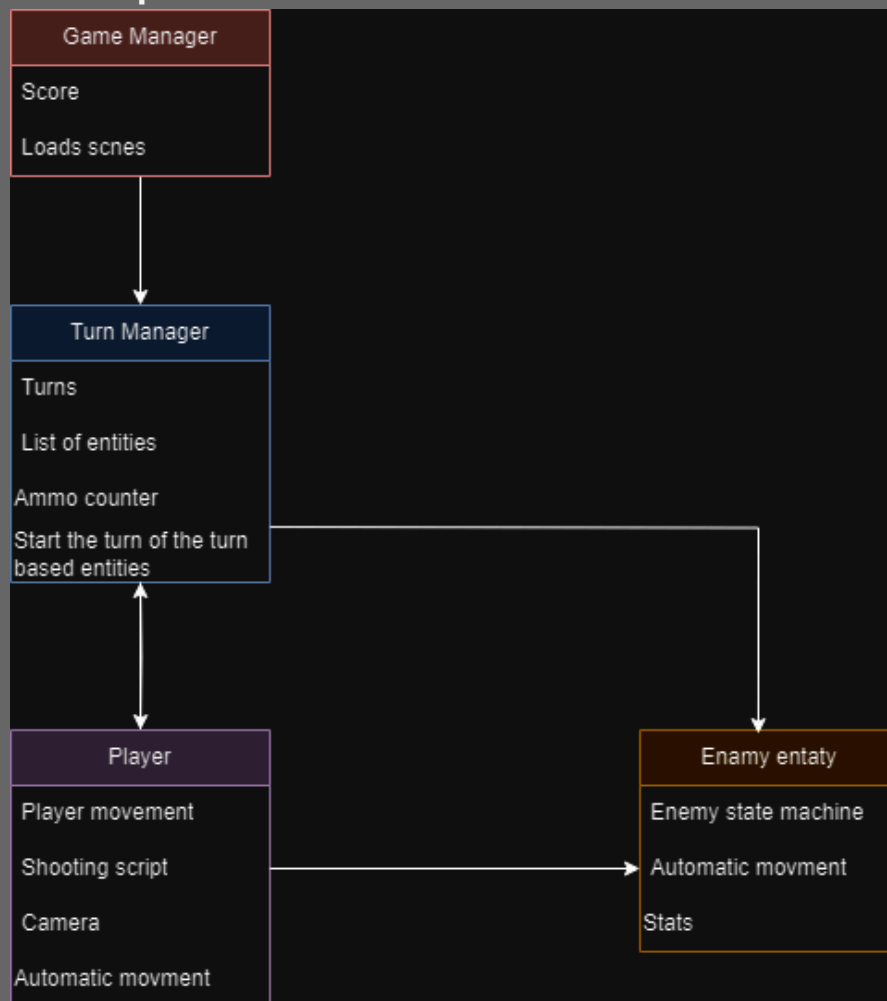 Game Manager
Score
Loads scnes
Turn Manager
Turns
List of entities
Ammo counter
Start the turn of the turn
based entities
Player
Player movement
Shooting script
Camera
Automatic movment
Enamy entaty
Enemy state machine
Automatic movment
Stats